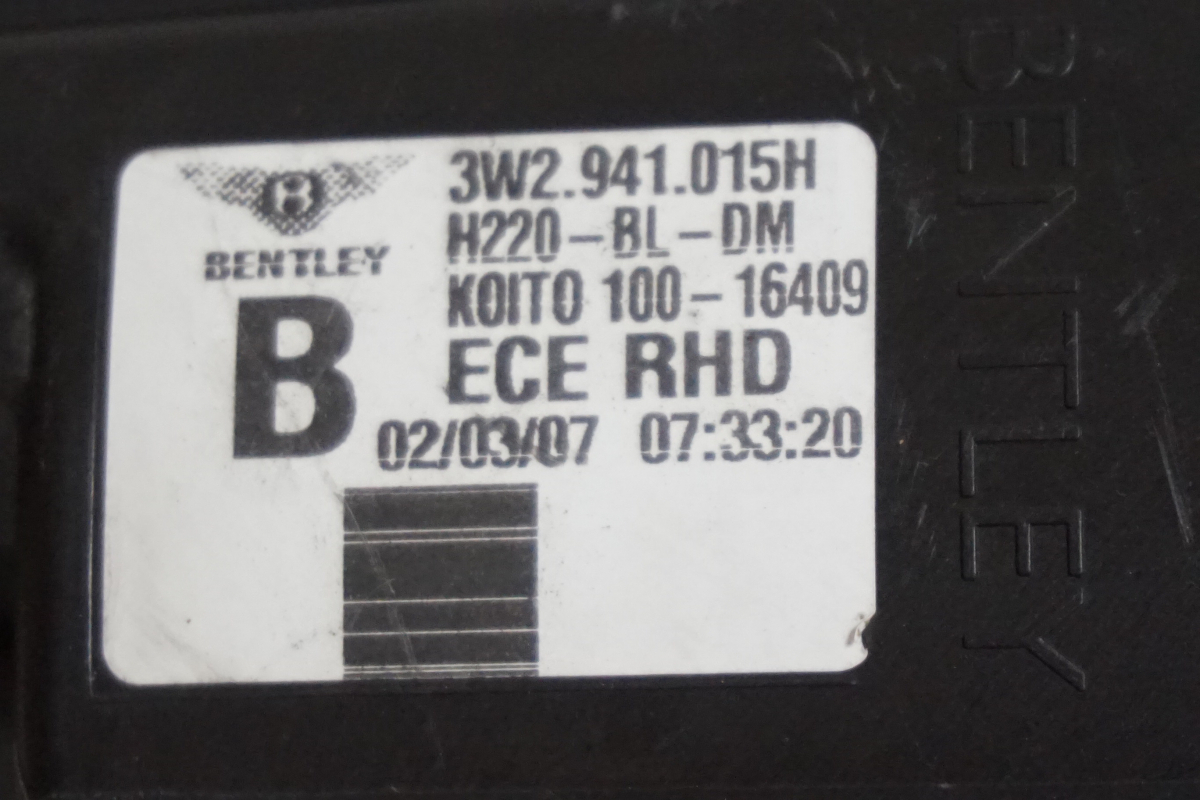 3W2.941.015H
H220-BL-DM
KOITO 100-16409
ECE RHD
02/03/07 07:33:20
BENTLEY
B
BENTLEY